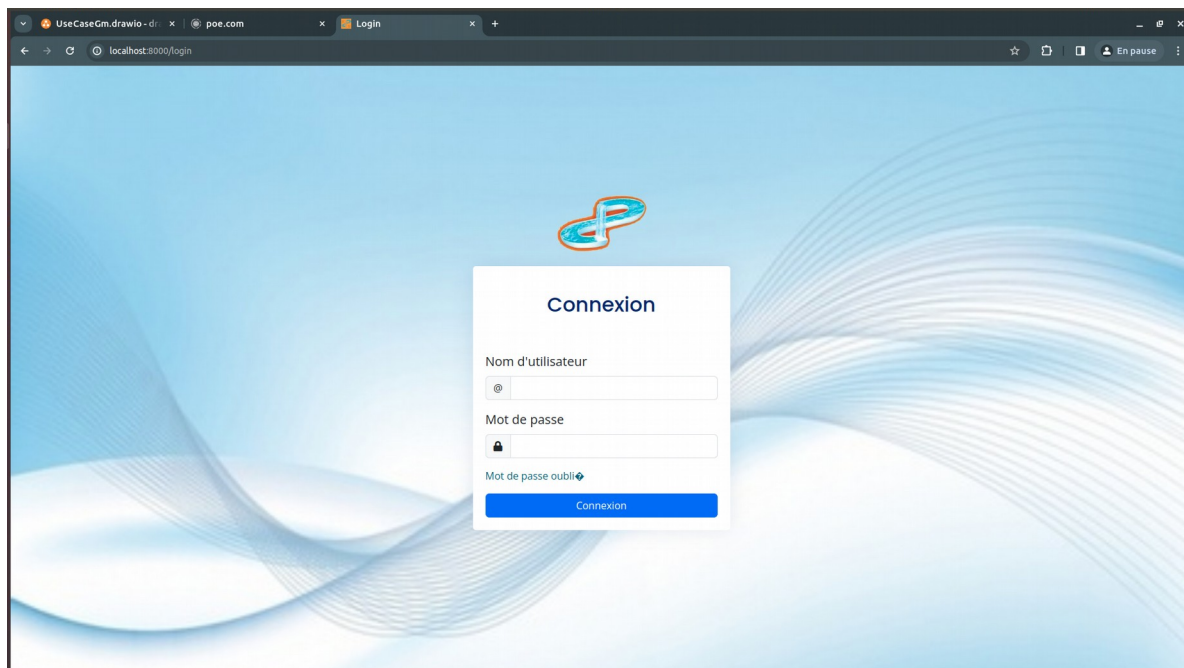 UseCaseGm.drawio - dr
poe.com
Login
localhost:8000/login
En pause
Connexion
Nom d'utilisateur
@
Mot de passe
Mot de passe oubli�
Connexion